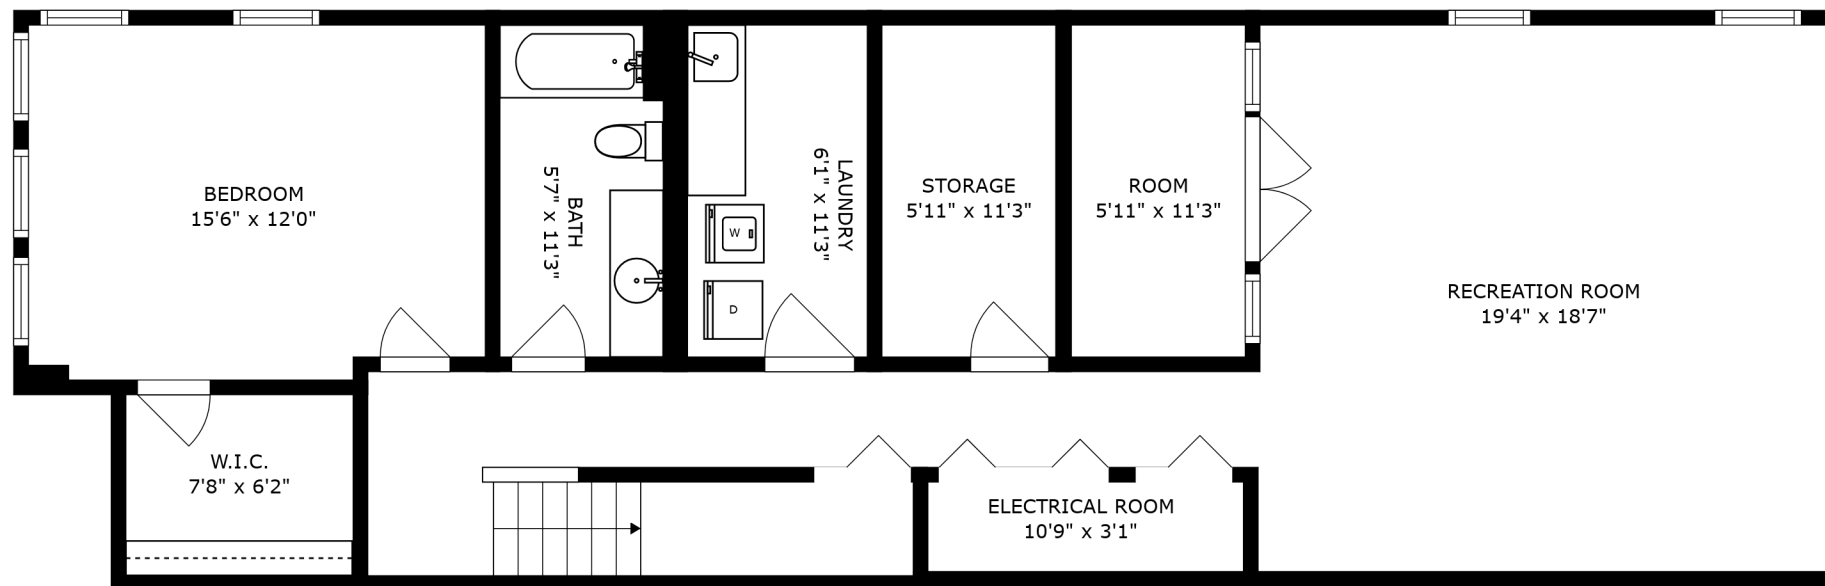 BEDROOM
15'6" x 12'0"
BATH
5'7" x 11'3"
LAUNDRY
6'1" x 11'3"
W
D
STORAGE
5'11" x 11'3"
ROOM
5'11" x 11'3"
RECREATION ROOM
19'4" x 18'7"
W.I.C.
7'8" x 6'2"
ELECTRICAL ROOM
10'9" x 3'1"